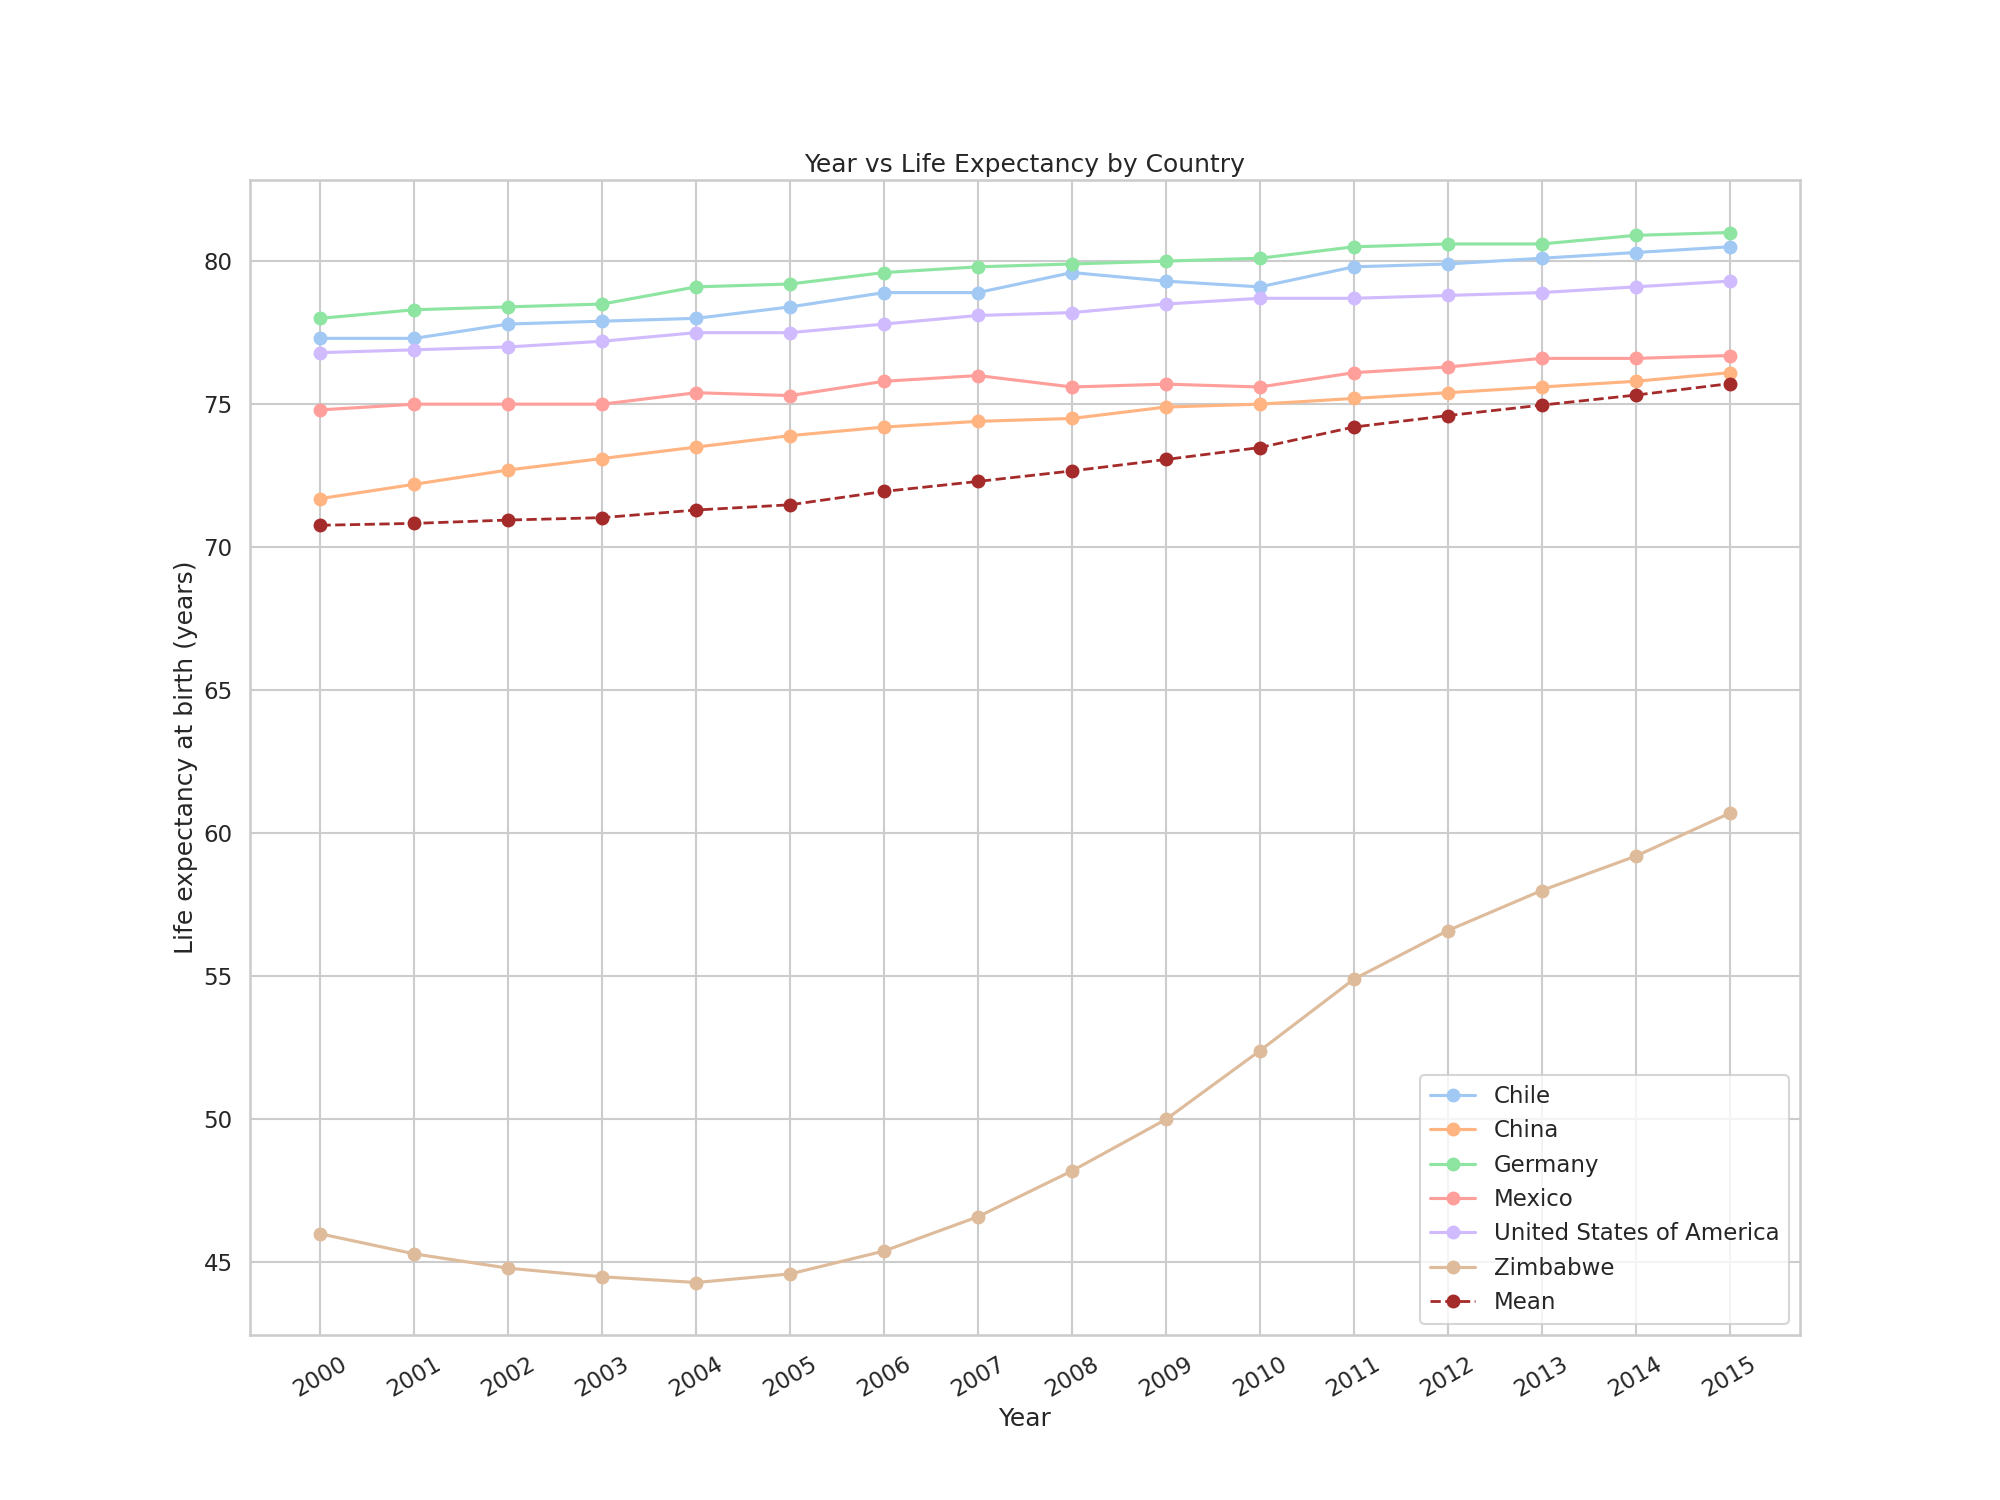 Year vs Life Expectancy by Country
Life expectancy at birth (years)
80
75
70
65
60
55
50
45
Chile
China
Germany
Mexico
United States of America
Zimbabwe
Mean
2000 2001 2002 2003 2004 2005 2006 2007 2008 2009 2010 2011 2012 2013 2014 2015
Year